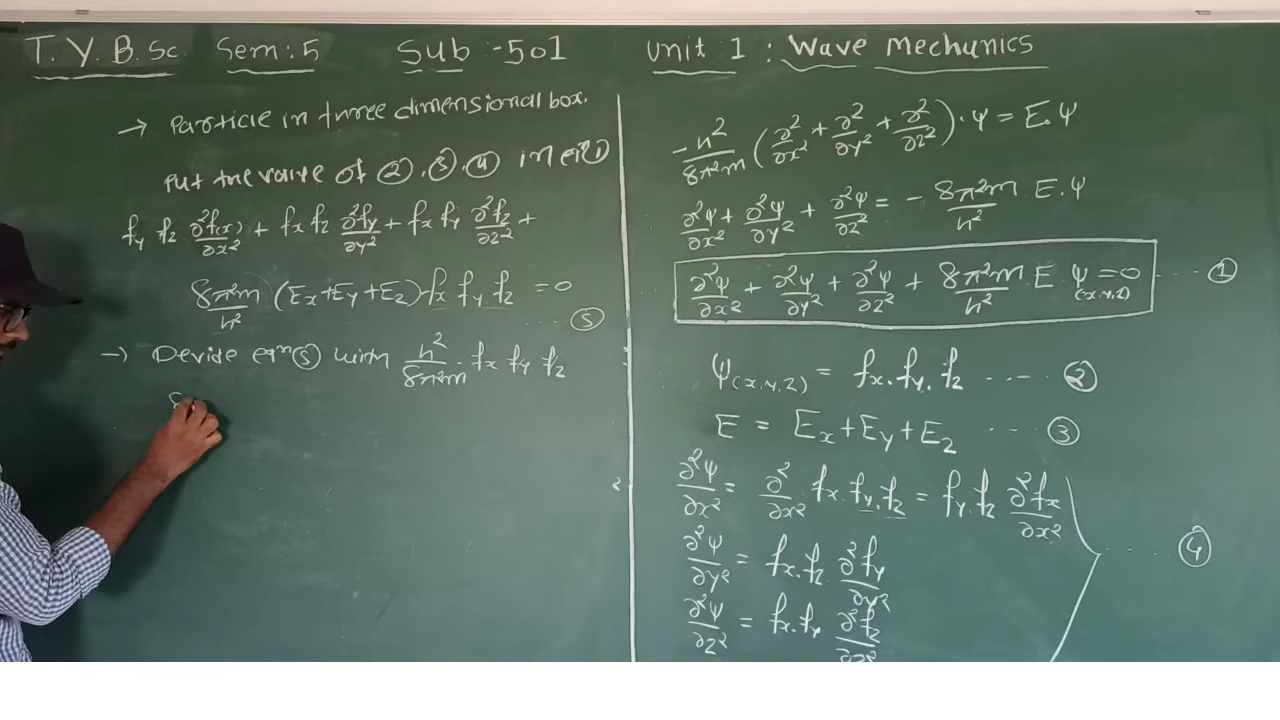 T.Y.B.Sc. Sem:5 Sub-501 Unit 1 : Wave Mechanics
→ Particle in three dimensional box.
Put the value of ②.③.④ in eqⁿ①
fy fz ∂²f(x)/∂x² + fx fz ∂²fy/∂y² + fx fy ∂²fz/∂z² +
8π²m/h² (Ex+Ey+Ez) fx fy fz = 0
... ⑤
→ Devide eqⁿ⑤ with h²/8π²m · fx fy fz
8
-h²/8π²m (∂²/∂x² + ∂²/∂y² + ∂²/∂z²)·Ψ = E.Ψ
∂²Ψ/∂x² + ∂²Ψ/∂y² + ∂²Ψ/∂z² = - 8π²m/h² E.Ψ
∂²Ψ/∂x² + ∂²Ψ/∂y² + ∂²Ψ/∂z² + 8π²m/h² E. Ψ(x,y,z) = 0 ... ①
Ψ(x,y,z) = fx.fy.fz ... ②
E = Ex+Ey+Ez ... ③
∂²Ψ/∂x² = ∂²/∂x² fx.fy.fz = fy.fz ∂²fx/∂x²
∂²Ψ/∂y² = fx.fz ∂²fy/∂y² ... ④
∂²Ψ/∂z² = fx.fy ∂²fz/∂z²